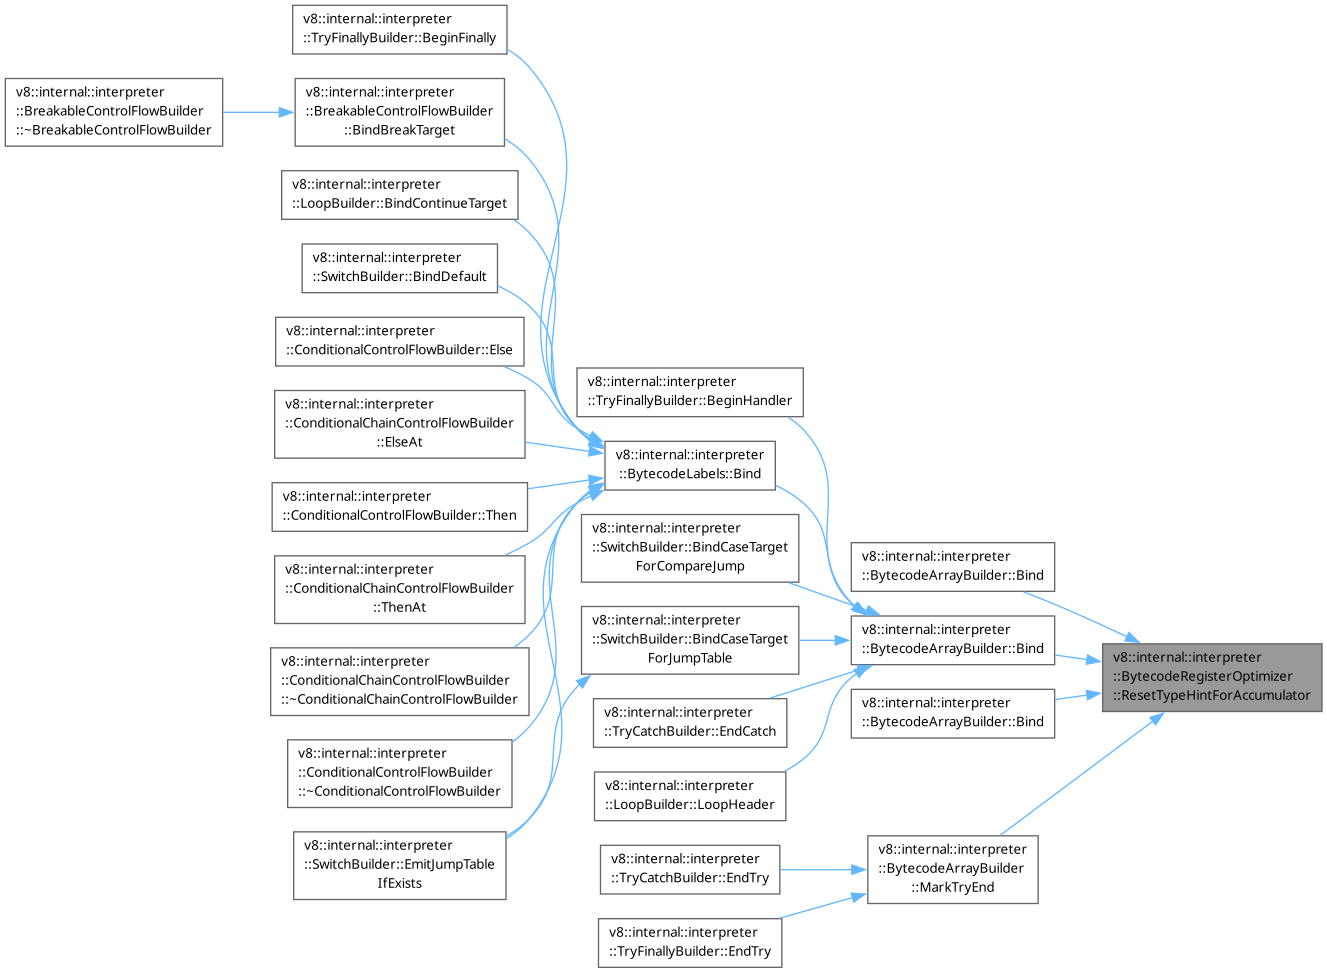 v8::internal::interpreter
::TryFinallyBuilder::BeginFinally
v8::internal::interpreter
::BreakableControlFlowBuilder
::~BreakableControlFlowBuilder
v8::internal::interpreter
::BreakableControlFlowBuilder
::BindBreakTarget
v8::internal::interpreter
::LoopBuilder::BindContinueTarget
v8::internal::interpreter
::SwitchBuilder::BindDefault
v8::internal::interpreter
::ConditionalControlFlowBuilder::Else
v8::internal::interpreter
::ConditionalChainControlFlowBuilder
::ElseAt
v8::internal::interpreter
::ConditionalControlFlowBuilder::Then
v8::internal::interpreter
::ConditionalChainControlFlowBuilder
::ThenAt
v8::internal::interpreter
::ConditionalChainControlFlowBuilder
::~ConditionalChainControlFlowBuilder
v8::internal::interpreter
::ConditionalControlFlowBuilder
::~ConditionalControlFlowBuilder
v8::internal::interpreter
::SwitchBuilder::EmitJumpTable
IfExists
v8::internal::interpreter
::TryFinallyBuilder::BeginHandler
v8::internal::interpreter
::BytecodeLabels::Bind
v8::internal::interpreter
::SwitchBuilder::BindCaseTarget
ForCompareJump
v8::internal::interpreter
::SwitchBuilder::BindCaseTarget
ForJumpTable
v8::internal::interpreter
::TryCatchBuilder::EndCatch
v8::internal::interpreter
::LoopBuilder::LoopHeader
v8::internal::interpreter
::TryCatchBuilder::EndTry
v8::internal::interpreter
::TryFinallyBuilder::EndTry
v8::internal::interpreter
::BytecodeArrayBuilder::Bind
v8::internal::interpreter
::BytecodeArrayBuilder::Bind
v8::internal::interpreter
::BytecodeArrayBuilder::Bind
v8::internal::interpreter
::BytecodeArrayBuilder
::MarkTryEnd
v8::internal::interpreter
::BytecodeRegisterOptimizer
::ResetTypeHintForAccumulator